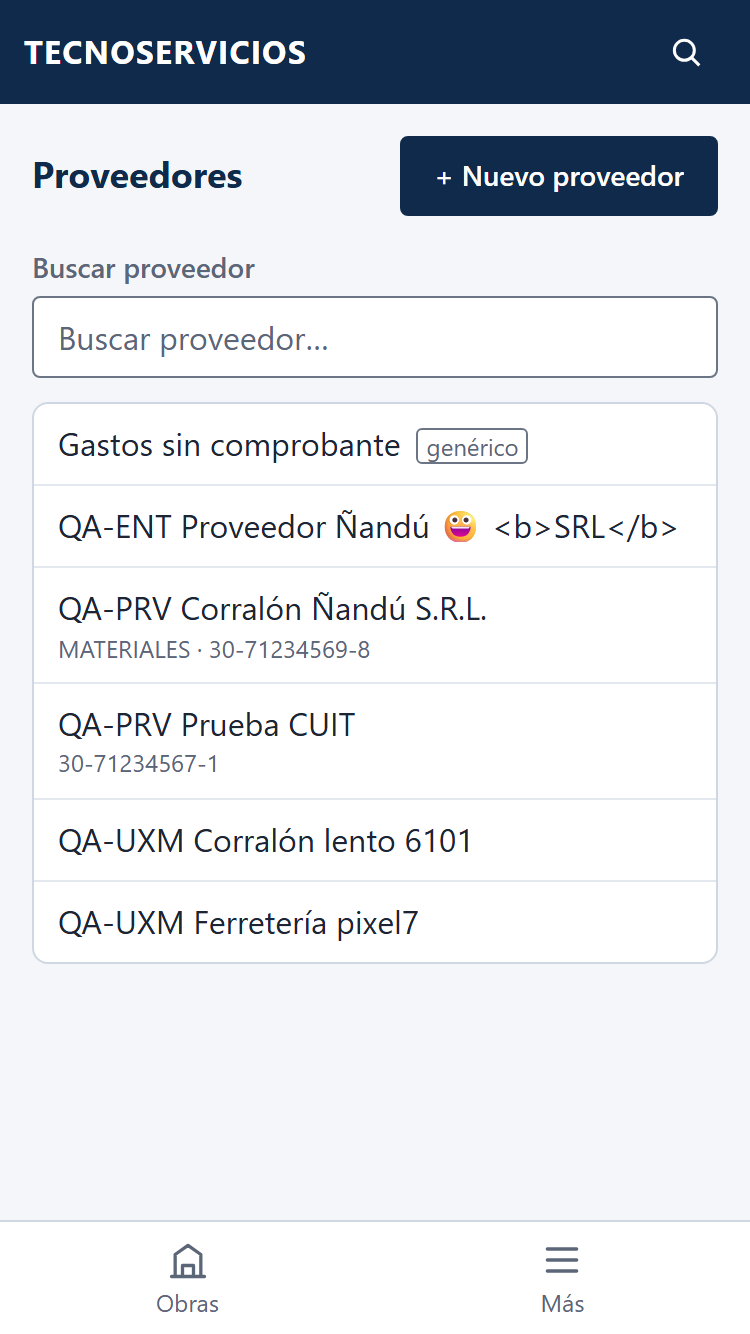 TECNOSERVICIOS
Proveedores
+ Nuevo proveedor
Buscar proveedor
Buscar proveedor...
Gastos sin comprobante genérico
QA-ENT Proveedor Ñandú 🤪 <b>SRL</b>
QA-PRV Corralón Ñandú S.R.L.
MATERIALES · 30-71234569-8
QA-PRV Prueba CUIT
30-71234567-1
QA-UXM Corralón lento 6101
QA-UXM Ferretería pixel7
Obras
Más